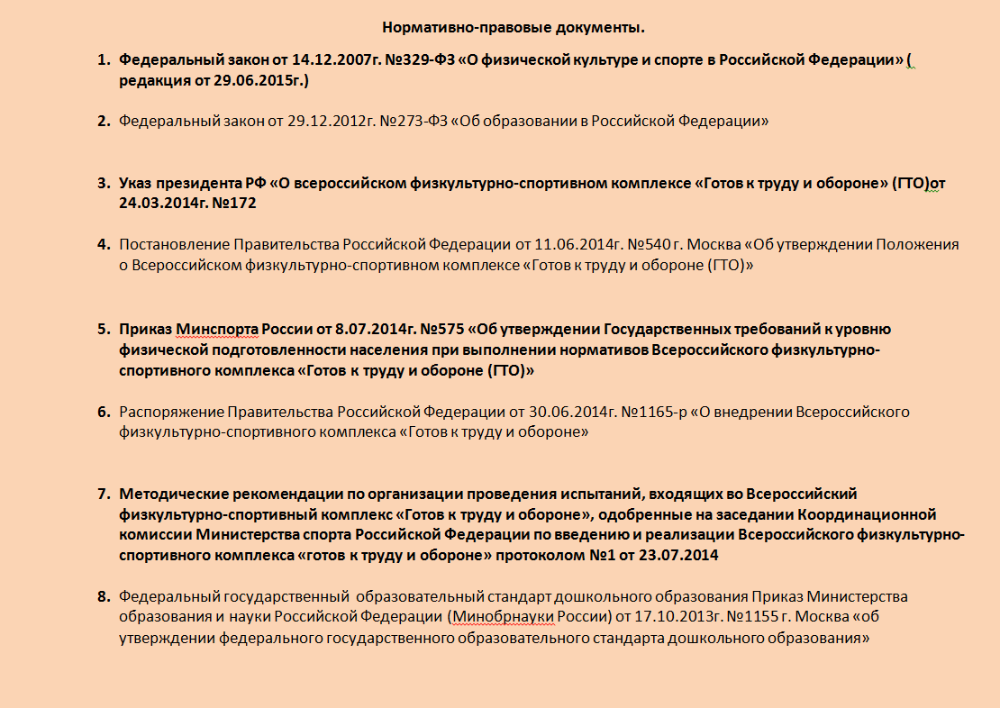 Нормативно-правовые документы.
1. Федеральный закон от 14.12.2007г. №329-ФЗ «О физической культуре и спорте в Российской Федерации» (
редакция от 29.06.2015г.)
2. Федеральный закон от 29.12.2012г. №273-ФЗ «Об образовании в Российской Федерации»
3. Указ президента РФ «О всероссийском физкультурно-спортивном комплексе «Готов к труду и обороне» (ГТО)от
24.03.2014г. №172
4. Постановление Правительства Российской Федерации от 11.06.2014г. №540 г. Москва «Об утверждении Положения
о Всероссийском физкультурно-спортивном комплексе «Готов к труду и обороне (ГТО)»
5. Приказ Минспорта России от 8.07.2014г. №575 «Об утверждении Государственных требований к уровню
физической подготовленности населения при выполнении нормативов Всероссийского физкультурно-
спортивного комплекса «Готов к труду и обороне (ГТО)»
6. Распоряжение Правительства Российской Федерации от 30.06.2014г. №1165-р «О внедрении Всероссийского
физкультурно-спортивного комплекса «Готов к труду и обороне»
7. Методические рекомендации по организации проведения испытаний, входящих во Всероссийский
физкультурно-спортивный комплекс «Готов к труду и обороне», одобренные на заседании Координационной
комиссии Министерства спорта Российской Федерации по введению и реализации Всероссийского физкультурно-
спортивного комплекса «готов к труду и обороне» протоколом №1 от 23.07.2014
8. Федеральный государственный образовательный стандарт дошкольного образования Приказ Министерства
образования и науки Российской Федерации (Минобрнауки России) от 17.10.2013г. №1155 г. Москва «об
утверждении федерального государственного образовательного стандарта дошкольного образования»